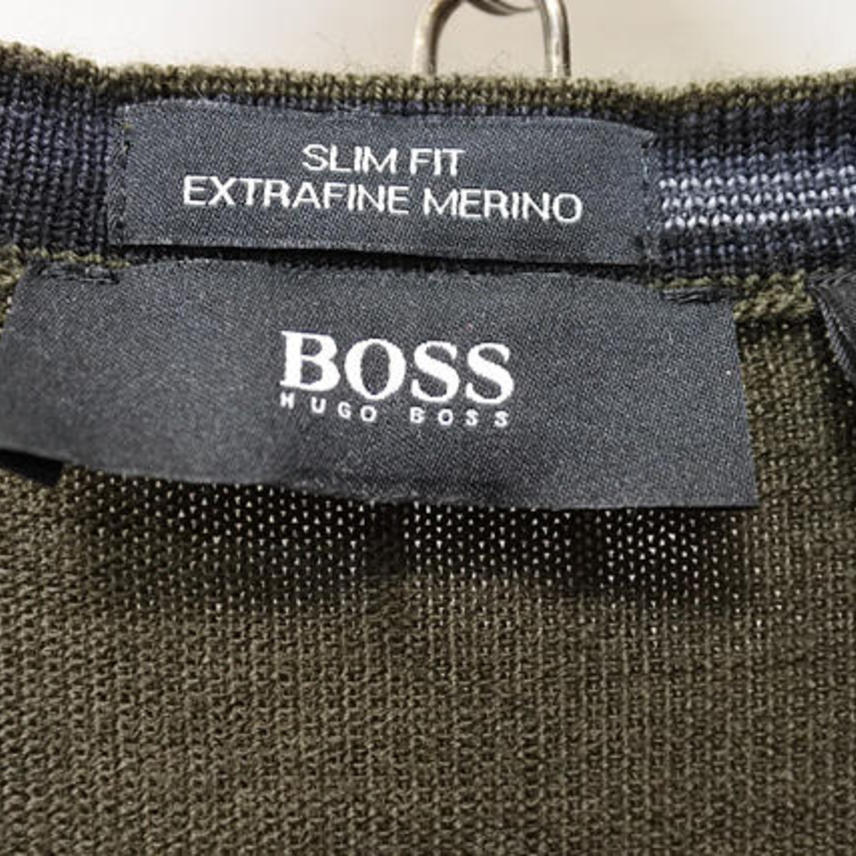 SLIM FIT
EXTRAFINE MERINO
BOSS
HUGO BOSS